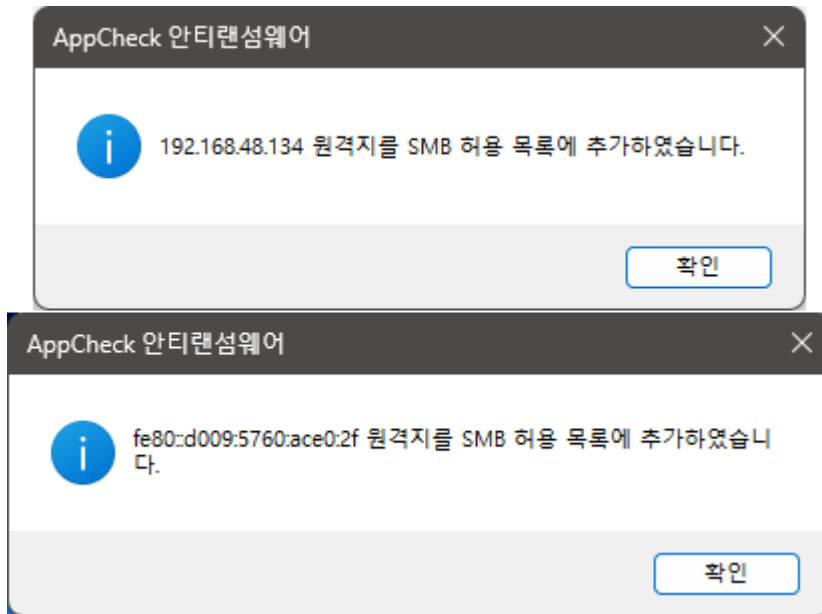 AppCheck 안티랜섬웨어
192.168.48.134 원격지를 SMB 허용 목록에 추가하였습니다.
확인
AppCheck 안티랜섬웨어
fe80::d009:5760:ace0:2f 원격지를 SMB 허용 목록에 추가하였습니
다.
확인